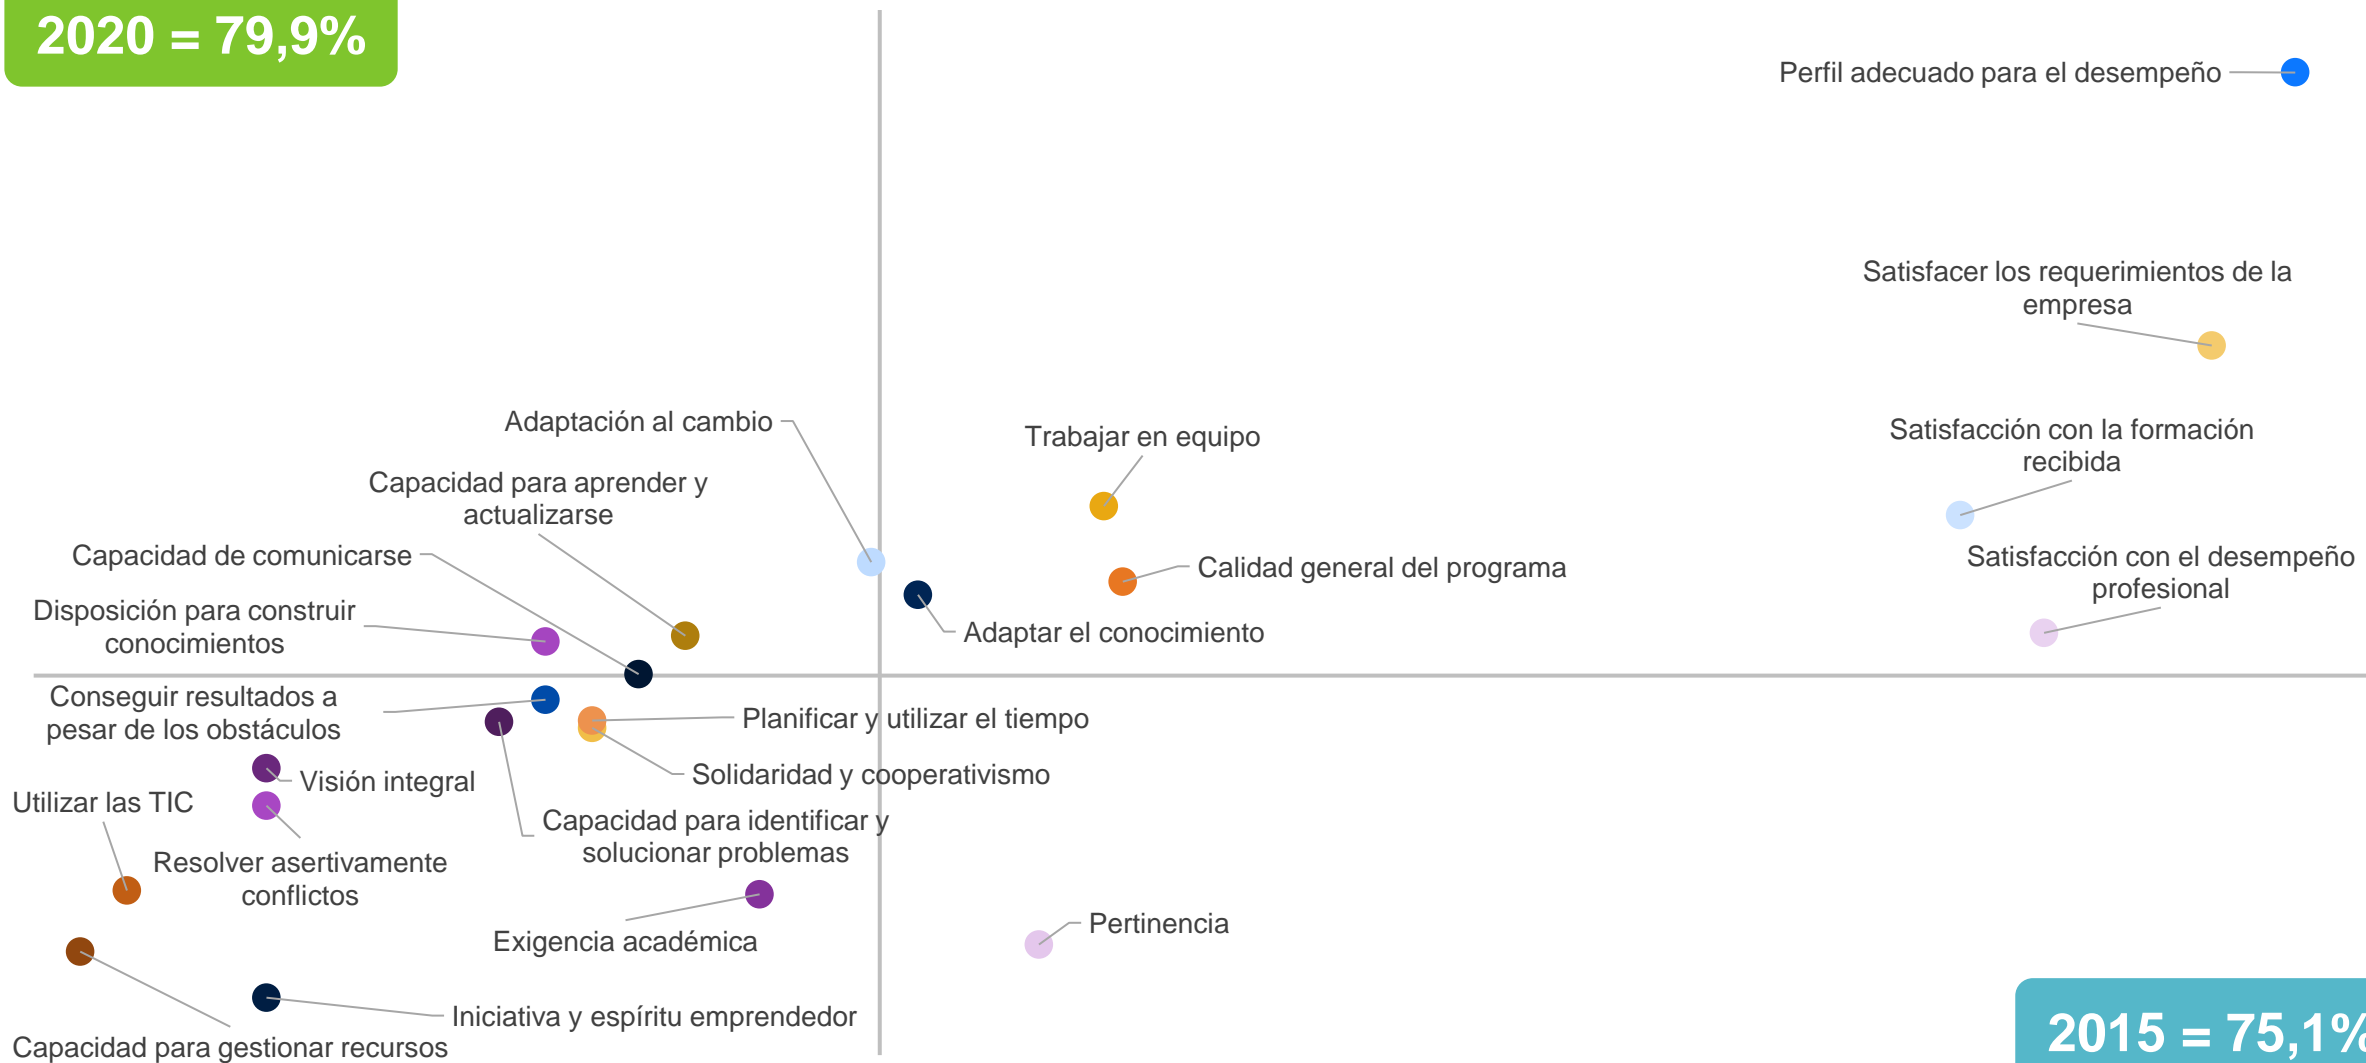 2020 = 79,9%
Perfil adecuado para el desempeño
Satisfacer los requerimientos de la
empresa
Adaptación al cambio
Trabajar en equipo
Satisfacción con la formación
recibida
Capacidad para aprender y
actualizarse
Capacidad de comunicarse
Calidad general del programa
Satisfacción con el desempeño
profesional
Disposición para construir
conocimientos
Adaptar el conocimiento
Conseguir resultados a
pesar de los obstáculos
Planificar y utilizar el tiempo
Visión integral
Solidaridad y cooperativismo
Utilizar las TIC
Capacidad para identificar y
solucionar problemas
Resolver asertivamente
conflictos
Exigencia académica
Pertinencia
Iniciativa y espíritu emprendedor
Capacidad para gestionar recursos
2015 = 75,1%